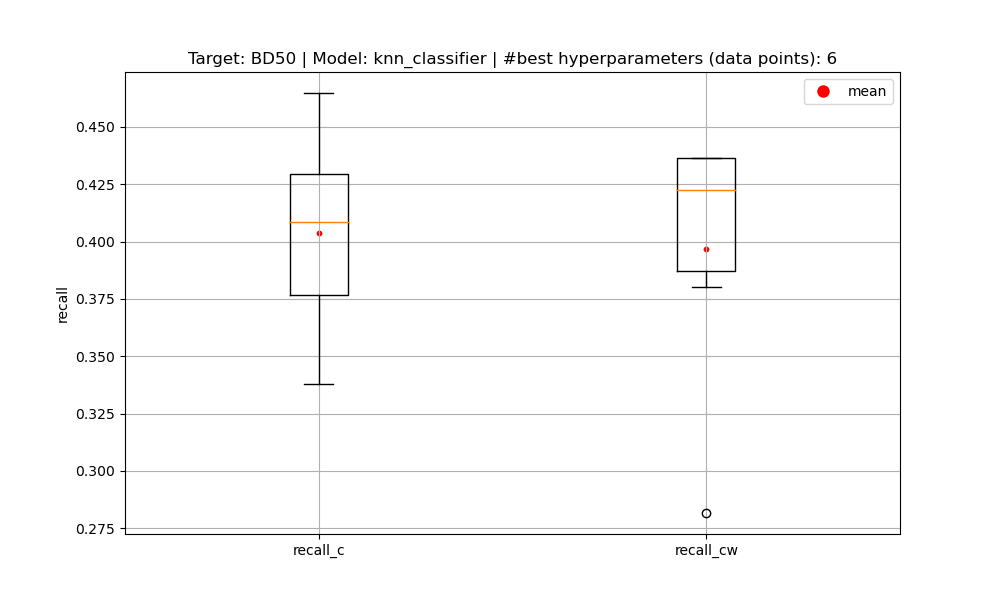 Target: BD50 | Model: knn_classifier | #best hyperparameters (data points): 6
mean
0.450
0.425
0.400
0.375
0.350
0.325
0.300
0.275
recall
recall_c
recall_cw